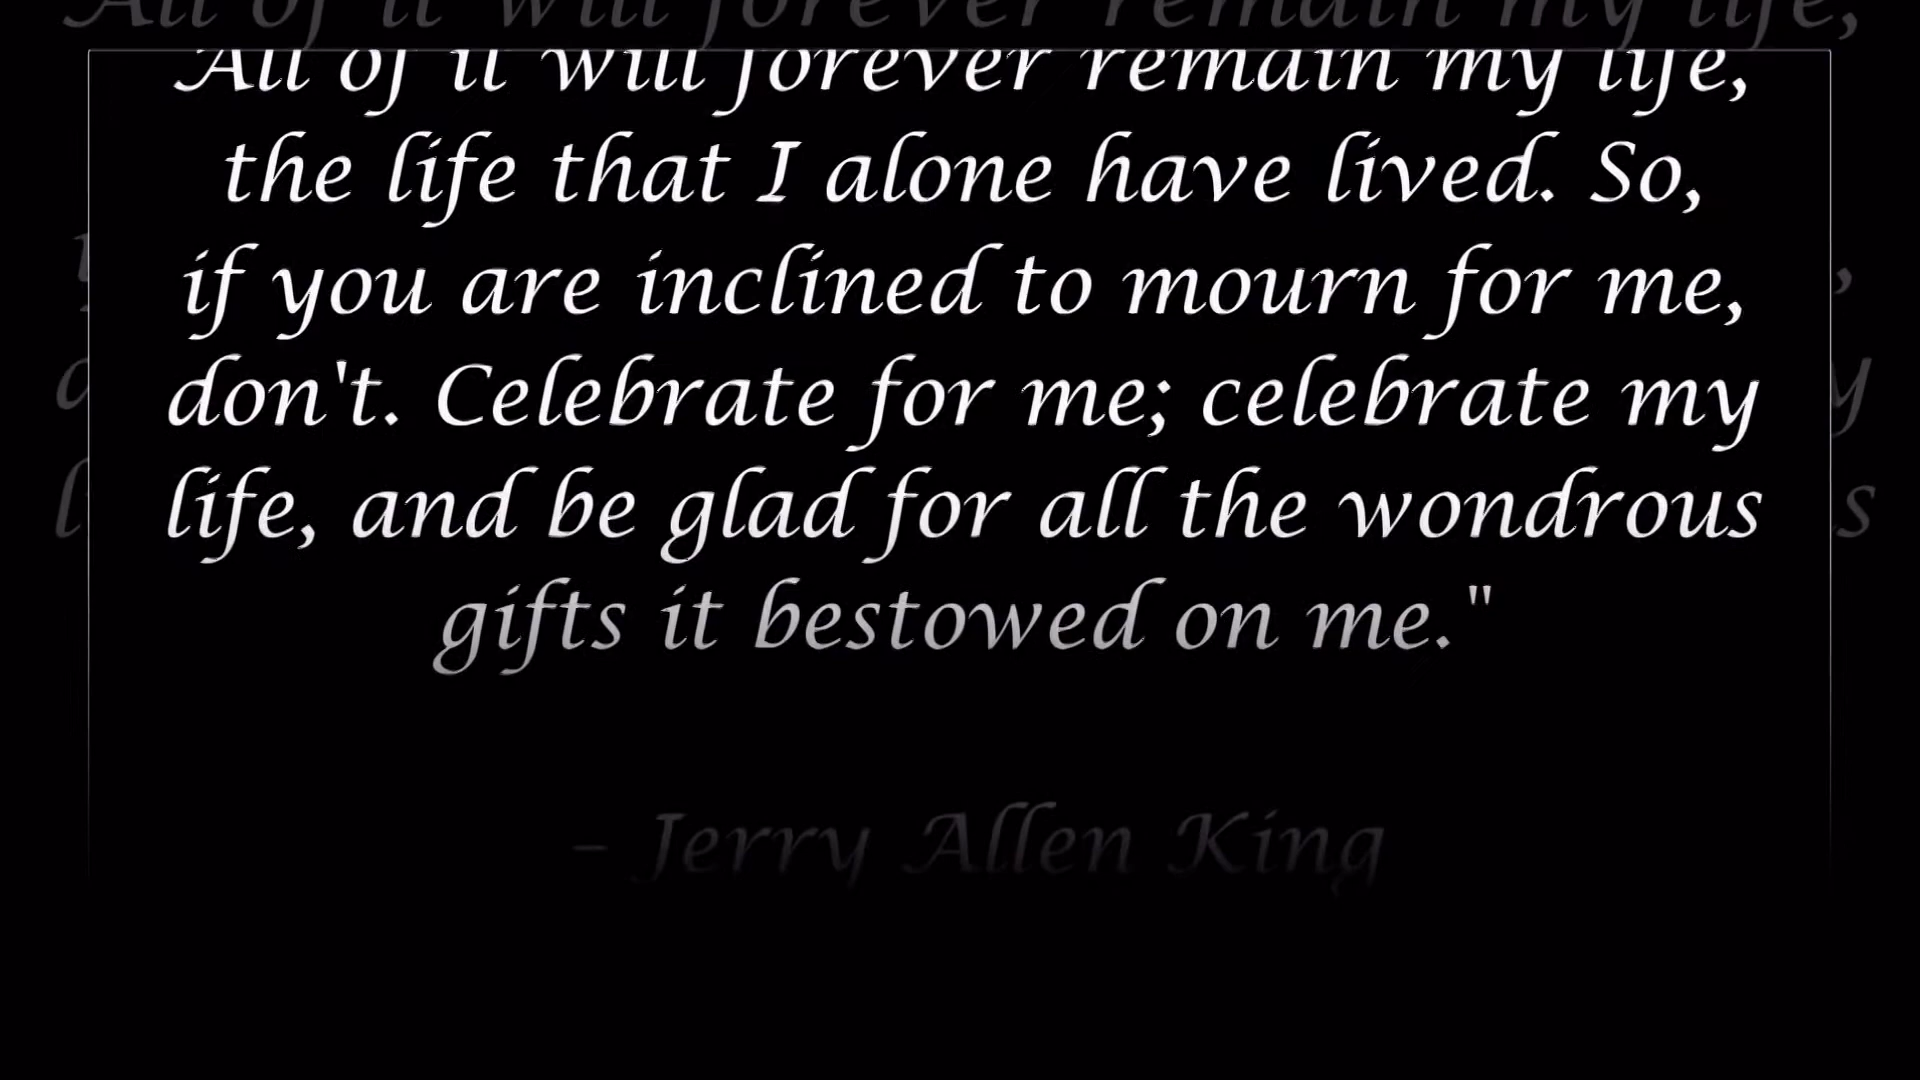 All of it will forever remain my life,
the life that I alone have lived. So,
if you are inclined to mourn for me,
don't. Celebrate for me; celebrate my
life, and be glad for all the wondrous
gifts it bestowed on me."
– Jerry Allen King